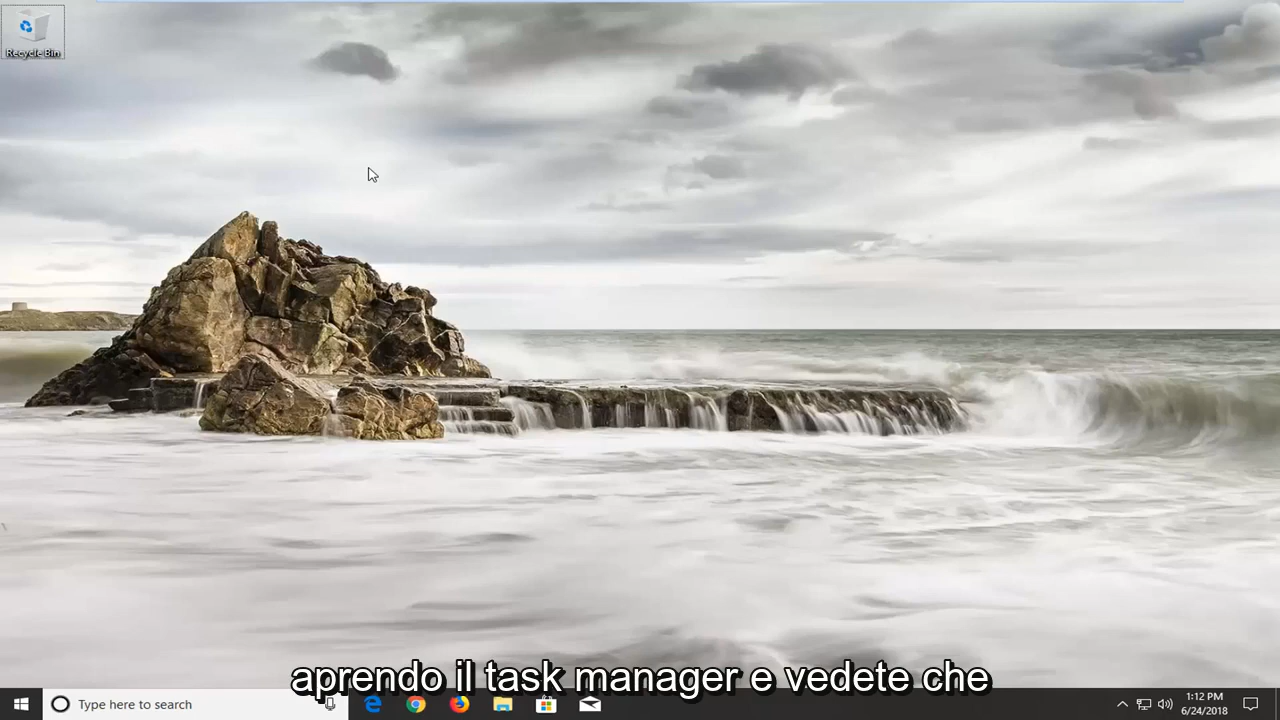 Recycle Bin
aprendo il task manager e vedete che
Type here to search
1:12 PM
6/24/2018